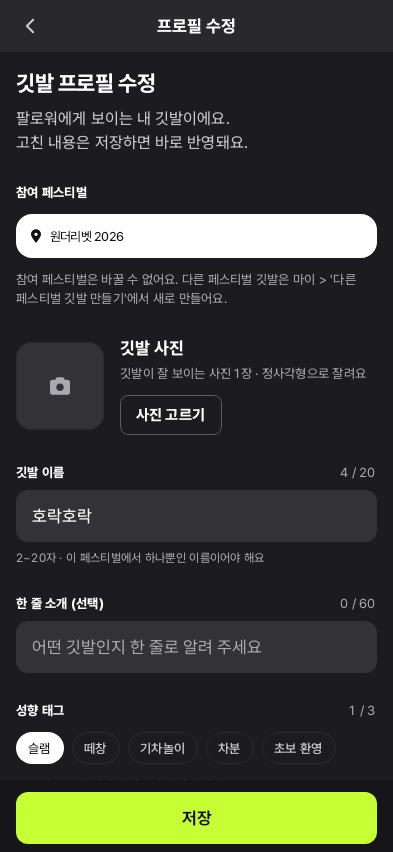 프로필 수정
깃발 프로필 수정
팔로워에게 보이는 내 깃발이에요.
고친 내용은 저장하면 바로 반영돼요.
참여 페스티벌
원더리벳 2026
참여 페스티벌은 바꿀 수 없어요. 다른 페스티벌 깃발은 마이 > '다른
페스티벌 깃발 만들기'에서 새로 만들어요.
깃발 사진
깃발이 잘 보이는 사진 1장 · 정사각형으로 잘려요
사진 고르기
깃발 이름
4 / 20
호락호락
2~20자 · 이 페스티벌에서 하나뿐인 이름이어야 해요
한 줄 소개 (선택)
0 / 60
어떤 깃발인지 한 줄로 알려 주세요
성향 태그
1 / 3
슬램
떼창
기차놀이
차분
초보 환영
저장